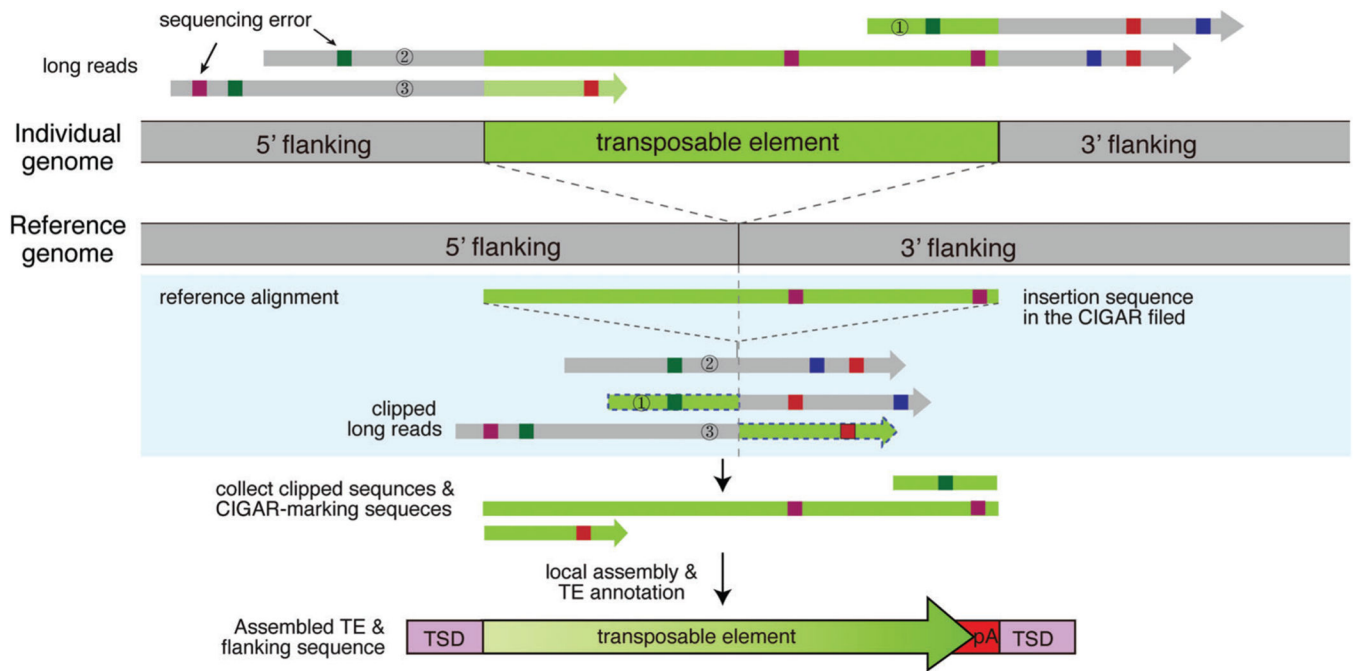 sequencing error
long reads
①
②
③
Individual
genome
5' flanking
transposable element
3' flanking
Reference
genome
5' flanking
3' flanking
reference alignment
insertion sequence
in the CIGAR filed
②
①
clipped
long reads
③
collect clipped sequnces &
CIGAR-marking sequeces
local assembly &
TE annotation
Assembled TE &
flanking sequence
TSD
transposable element
pA
TSD